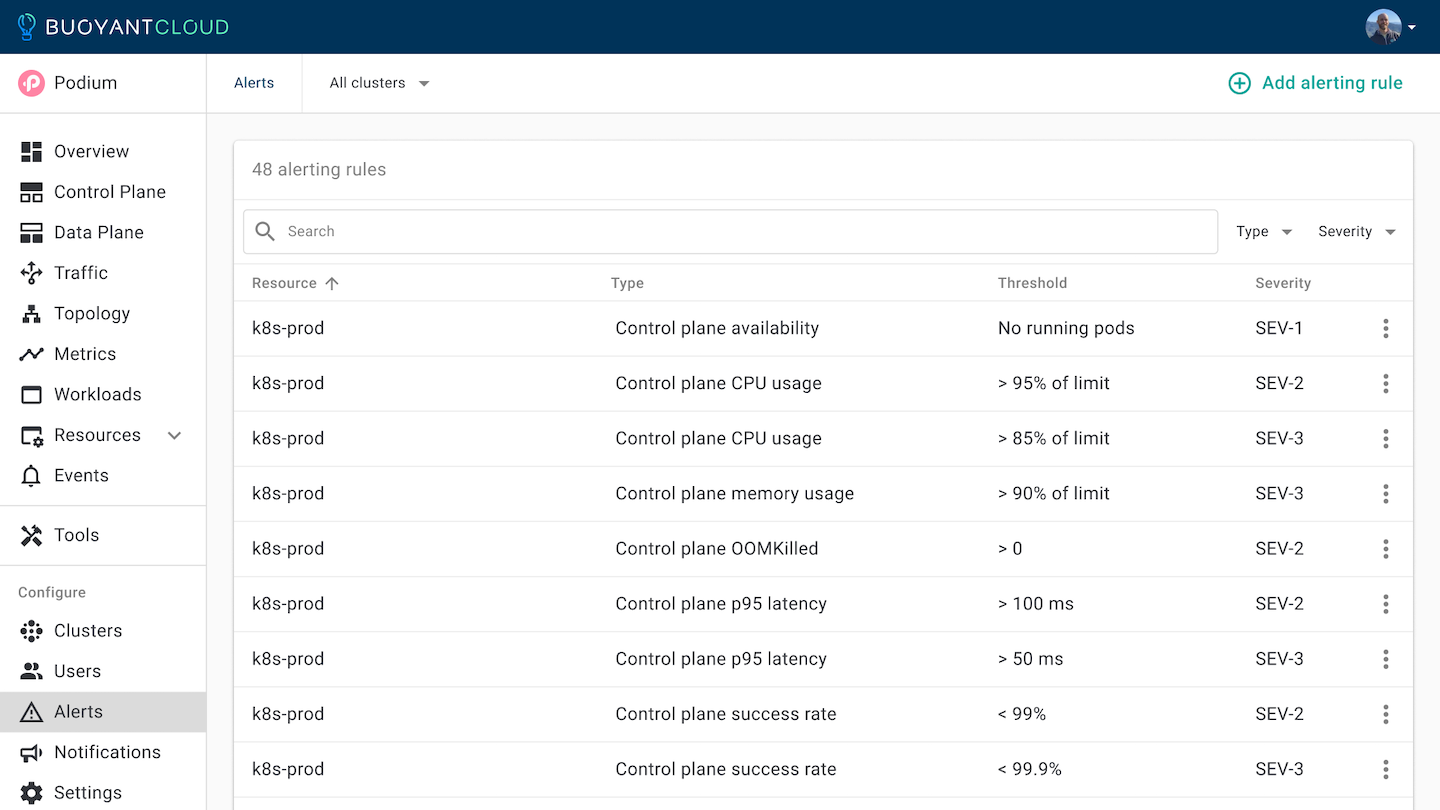 BUOYANTCLOUD
Podium
Alerts
All clusters
Add alerting rule
Overview
Control Plane
Data Plane
Traffic
Topology
Metrics
Workloads
Resources
Events
Tools
Configure
Clusters
Users
Alerts
Notifications
Settings
48 alerting rules
Search
Type
Severity
Resource Type Threshold Severity
k8s-prod Control plane availability No running pods SEV-1
k8s-prod Control plane CPU usage > 95% of limit SEV-2
k8s-prod Control plane CPU usage > 85% of limit SEV-3
k8s-prod Control plane memory usage > 90% of limit SEV-3
k8s-prod Control plane OOMKilled > 0 SEV-2
k8s-prod Control plane p95 latency > 100 ms SEV-2
k8s-prod Control plane p95 latency > 50 ms SEV-3
k8s-prod Control plane success rate < 99% SEV-2
k8s-prod Control plane success rate < 99.9% SEV-3